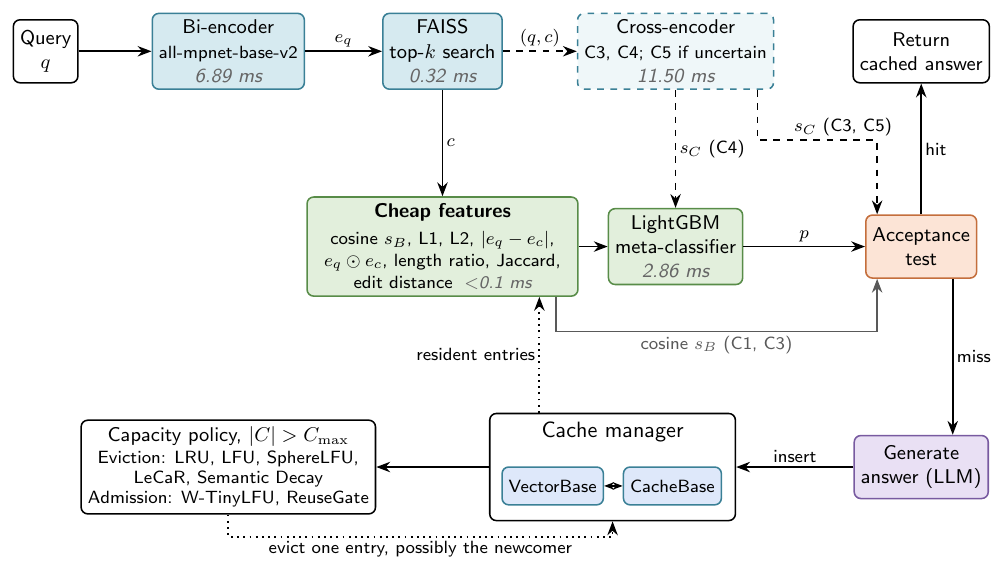 Query
q
Bi-encoder
all-mpnet-base-v2
6.89 ms
e_q
FAISS
top-k search
0.32 ms
(q, c)
Cross-encoder
C3, C4; C5 if uncertain
11.50 ms
Return
cached answer
c
s_C (C4)
s_C (C3, C5)
hit
Cheap features
cosine s_B, L1, L2, |e_q − e_c|,
e_q ⊙ e_c, length ratio, Jaccard,
edit distance <0.1 ms
LightGBM
meta-classifier
2.86 ms
p
Acceptance
test
cosine s_B (C1, C3)
resident entries
miss
Capacity policy, |C| > C_max
Eviction: LRU, LFU, SphereLFU,
LeCaR, Semantic Decay
Admission: W-TinyLFU, ReuseGate
Cache manager
VectorBase
CacheBase
insert
Generate
answer (LLM)
evict one entry, possibly the newcomer